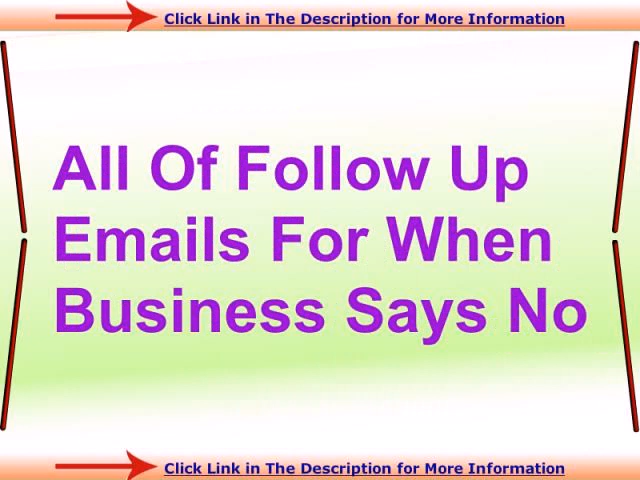 Click Link in The Description for More Information
All Of Follow Up
Emails For When
Business Says No
Click Link in The Description for More Information